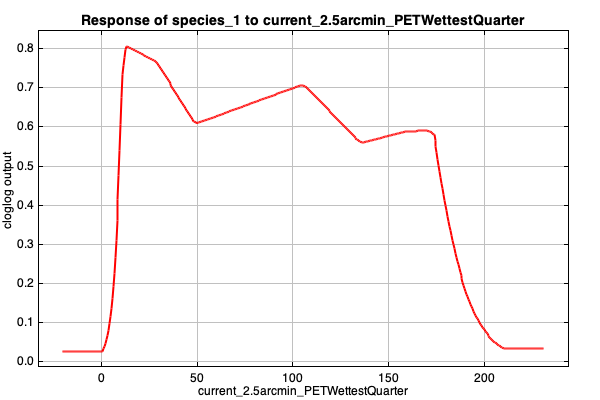 Response of species_1 to current_2.5arcmin_PETWettestQuarter
0.8
0.7
0.6
0.5
0.4
0.3
0.2
0.1
0.0
cloglog output
0 50 100 150 200
current_2.5arcmin_PETWettestQuarter